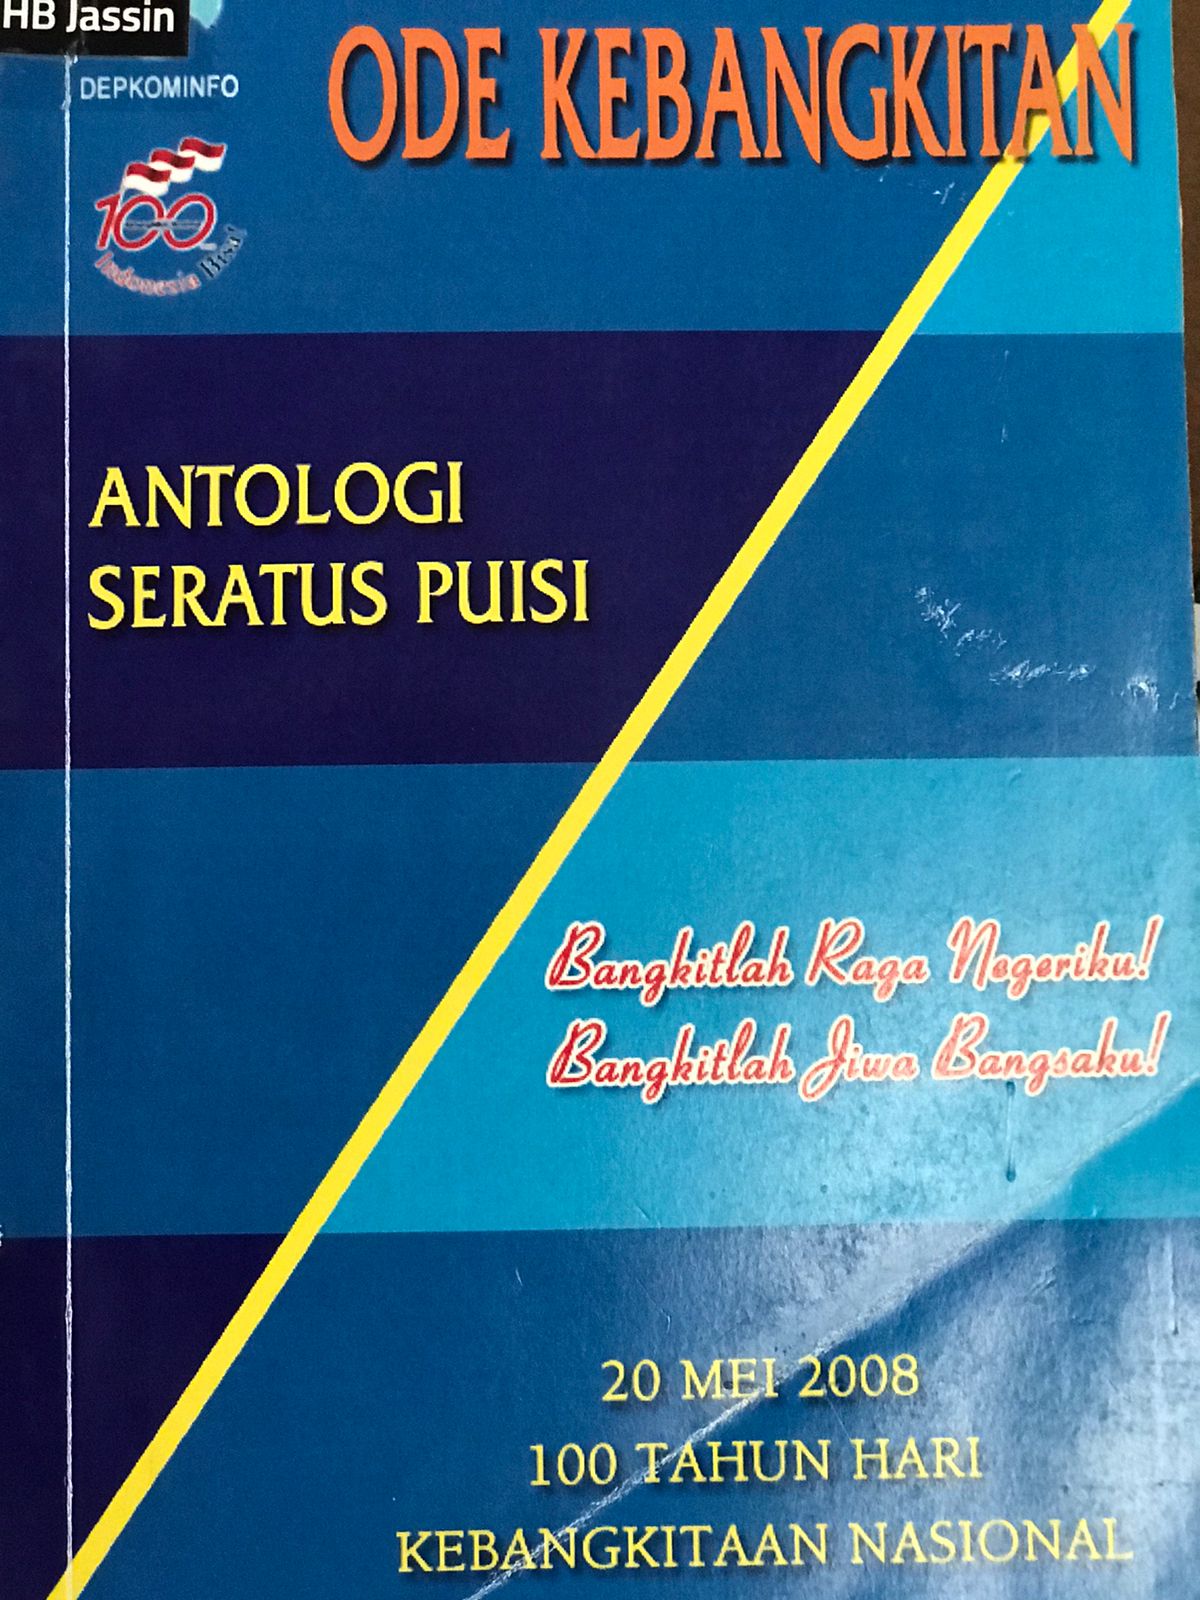 HB Jassin
DEPKOMINFO
ODE KEBANGKITAN
100
Indonesia Bisa!
ANTOLOGI
SERATUS PUISI
Bangkitlah Raga Negeriku!
Bangkitlah Jiwa Bangsaku!
20 MEI 2008
100 TAHUN HARI
KEBANGKITAAN NASIONAL